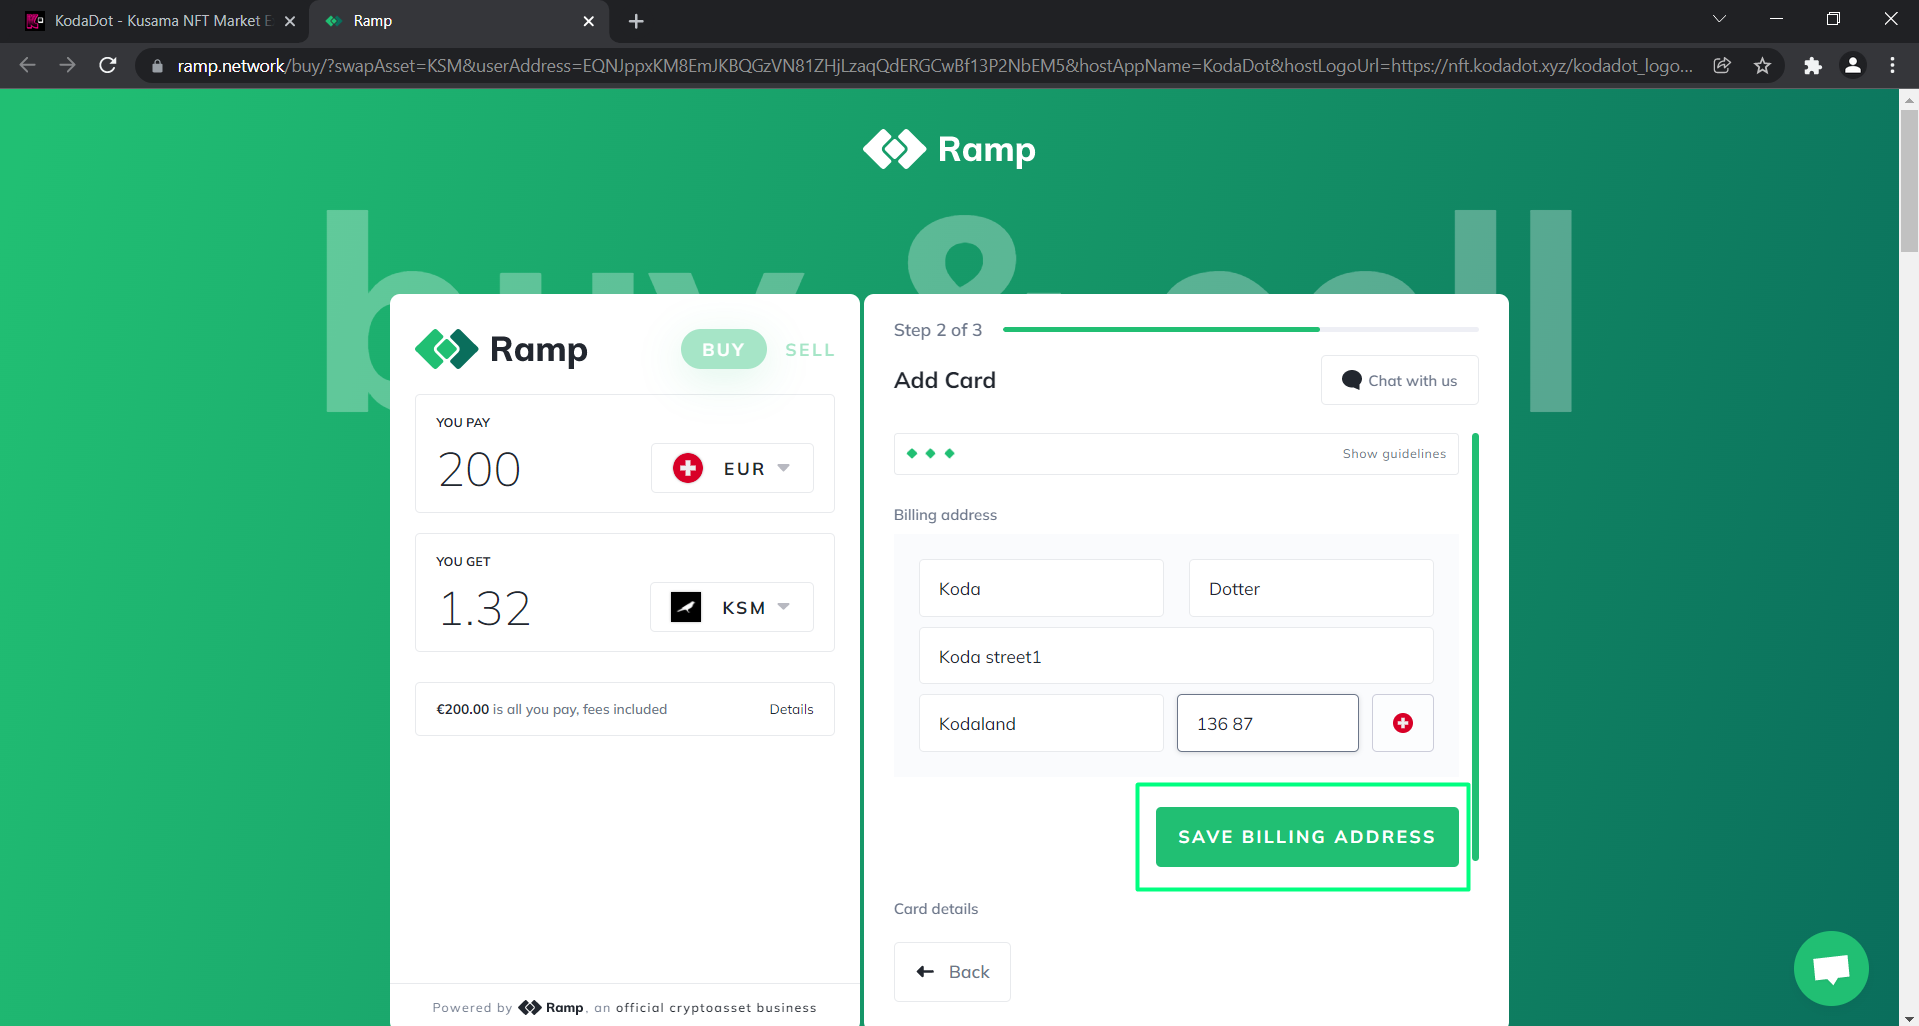 KodaDot - Kusama NFT Market E
Ramp
ramp.network/buy/?swapAsset=KSM&userAddress=EQNJppxKM8EmJKBQGzVN81ZHjLzaqQdERGCwBf13P2NbEM5&hostAppName=KodaDot&hostLogoUrl=https://nft.kodadot.xyz/kodadot_logo...
Ramp
buy & sell
Ramp
BUY
SELL
YOU PAY
200
EUR
YOU GET
1.32
KSM
€200.00 is all you pay, fees included
Details
Powered by Ramp, an official cryptoasset business
Step 2 of 3
Add Card
Chat with us
Show guidelines
Billing address
Koda
Dotter
Koda street1
Kodaland
136 87
SAVE BILLING ADDRESS
Card details
Back